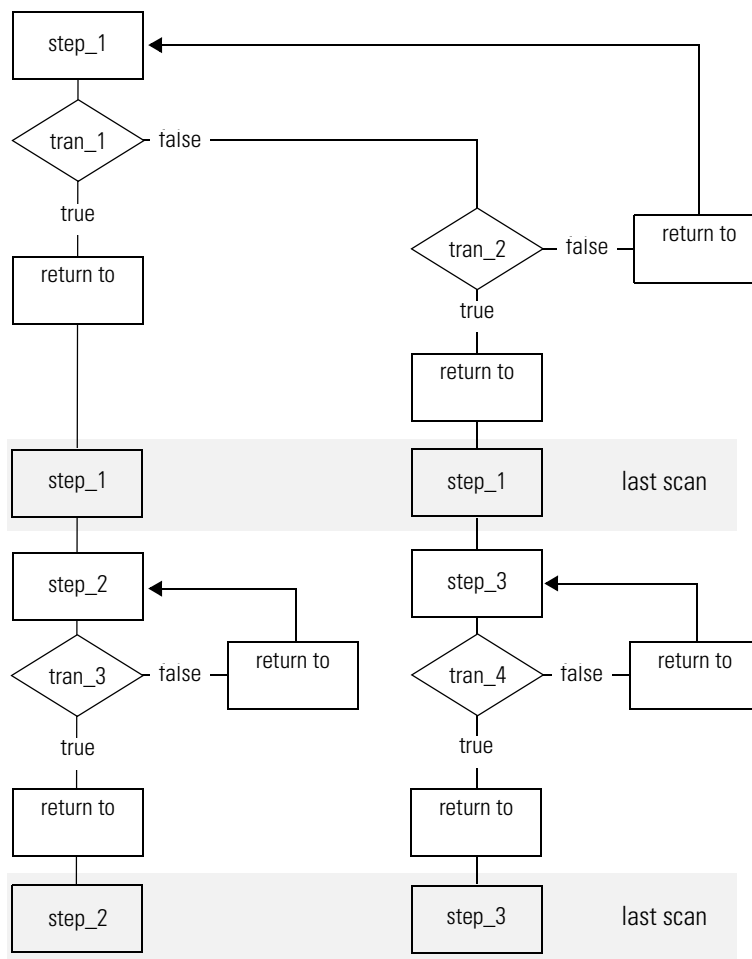 step_1
tran_1
false
true
return to
tran_2
false
return to
true
return to
step_1
step_1
last scan
step_2
step_3
tran_3
false
return to
tran_4
false
return to
true
true
return to
return to
step_2
step_3
last scan